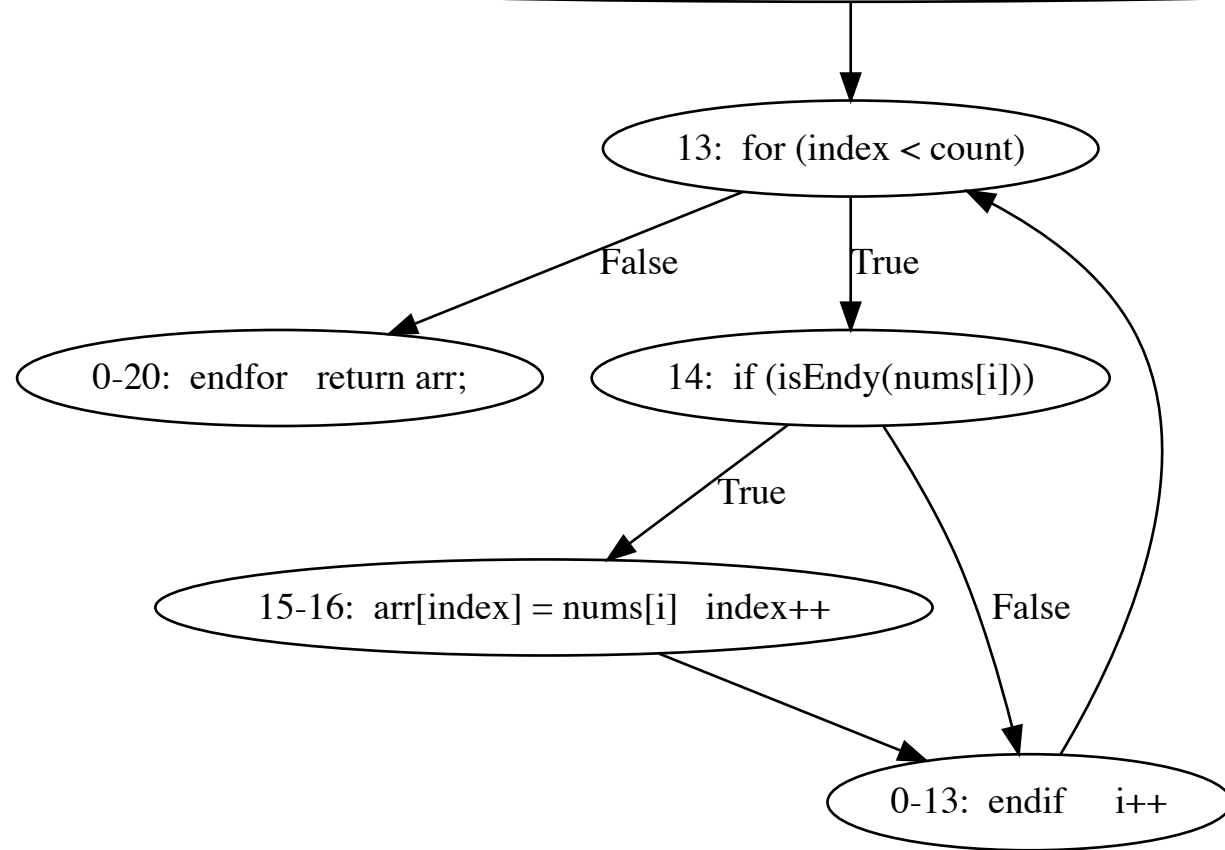 13:  for (index < count)
False
True
0-20:  endfor   return arr;
14:  if (isEndy(nums[i]))
True
15-16:  arr[index] = nums[i]   index++
False
0-13:  endif     i++